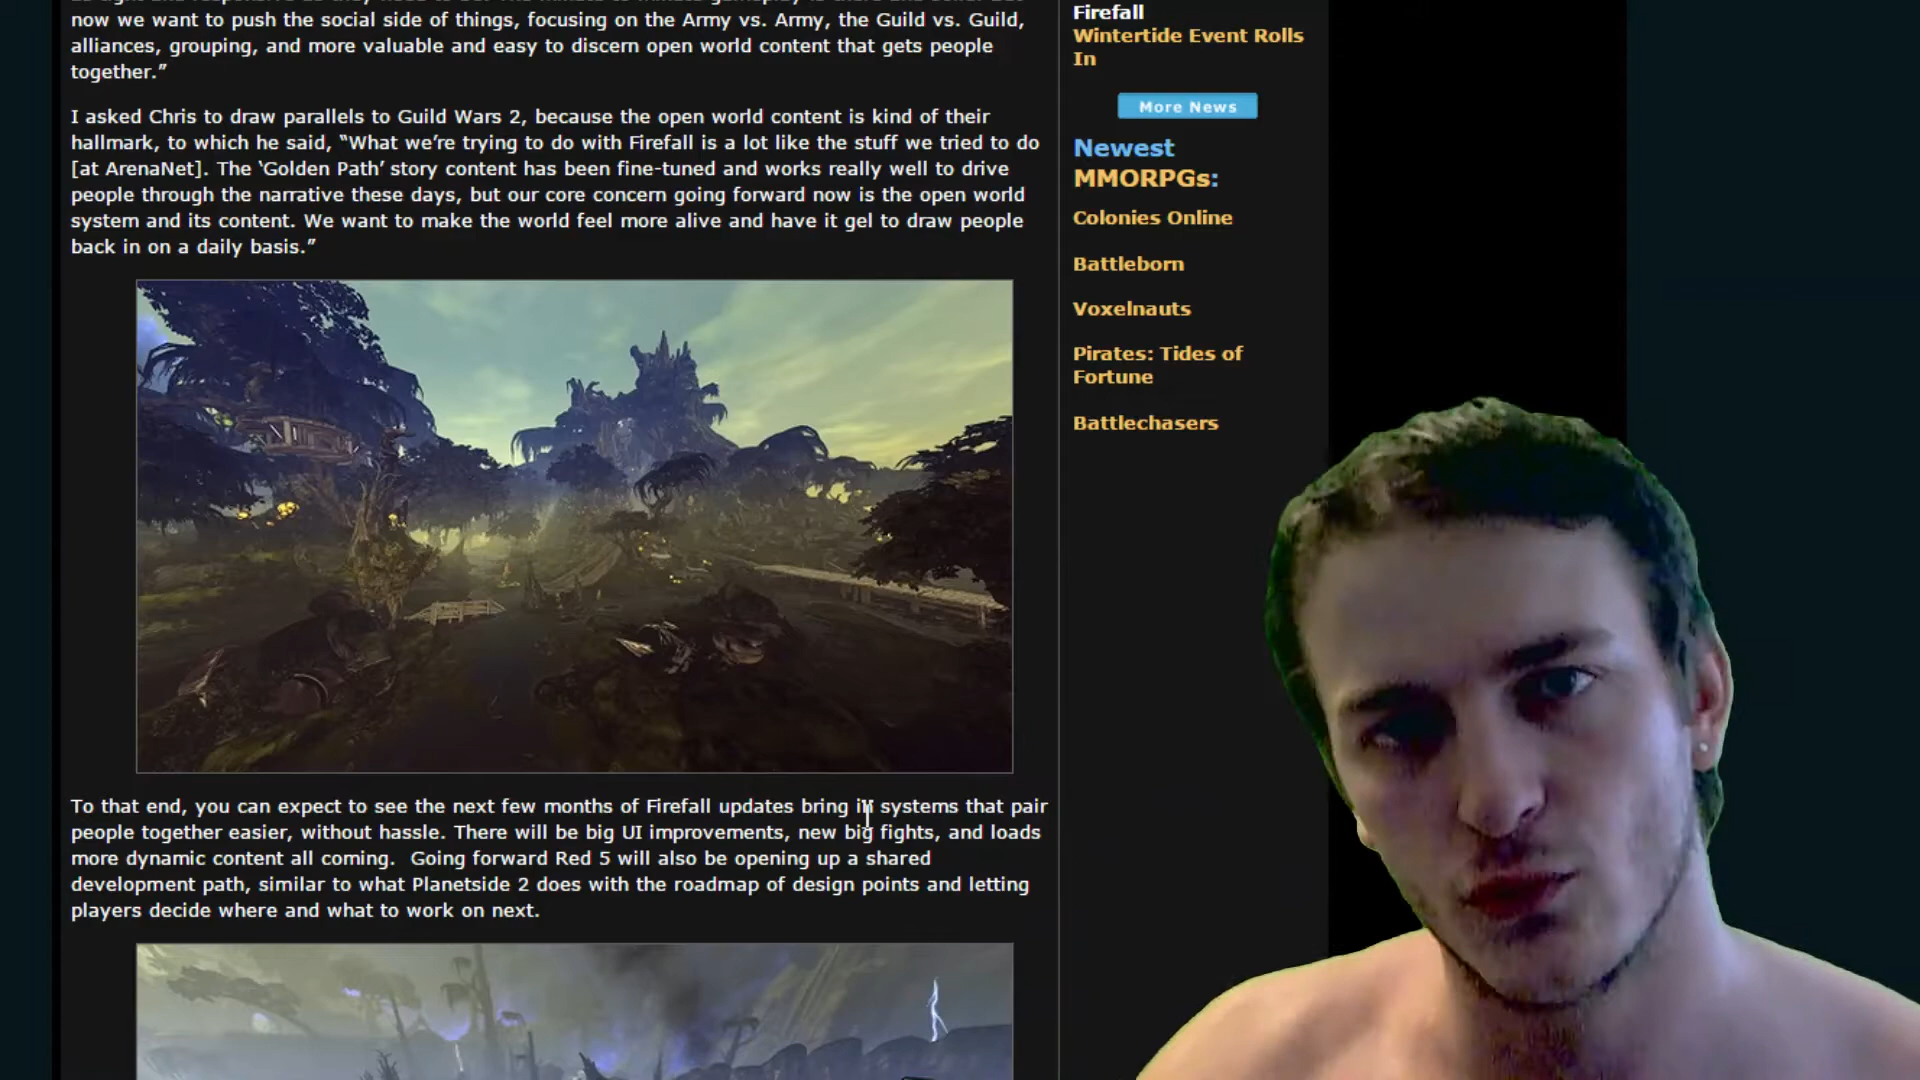 now we want to push the social side of things, focusing on the Army vs. Army, the Guild vs. Guild,
alliances, grouping, and more valuable and easy to discern open world content that gets people
together.”
I asked Chris to draw parallels to Guild Wars 2, because the open world content is kind of their
hallmark, to which he said, “What we’re trying to do with Firefall is a lot like the stuff we tried to do
[at ArenaNet]. The ‘Golden Path’ story content has been fine-tuned and works really well to drive
people through the narrative these days, but our core concern going forward now is the open world
system and its content. We want to make the world feel more alive and have it gel to draw people
back in on a daily basis.”
To that end, you can expect to see the next few months of Firefall updates bring in systems that pair
people together easier, without hassle. There will be big UI improvements, new big fights, and loads
more dynamic content all coming. Going forward Red 5 will also be opening up a shared
development path, similar to what Planetside 2 does with the roadmap of design points and letting
players decide where and what to work on next.
Firefall
Wintertide Event Rolls
In
More News
Newest
MMORPGs:
Colonies Online
Battleborn
Voxelnauts
Pirates: Tides of
Fortune
Battlechasers